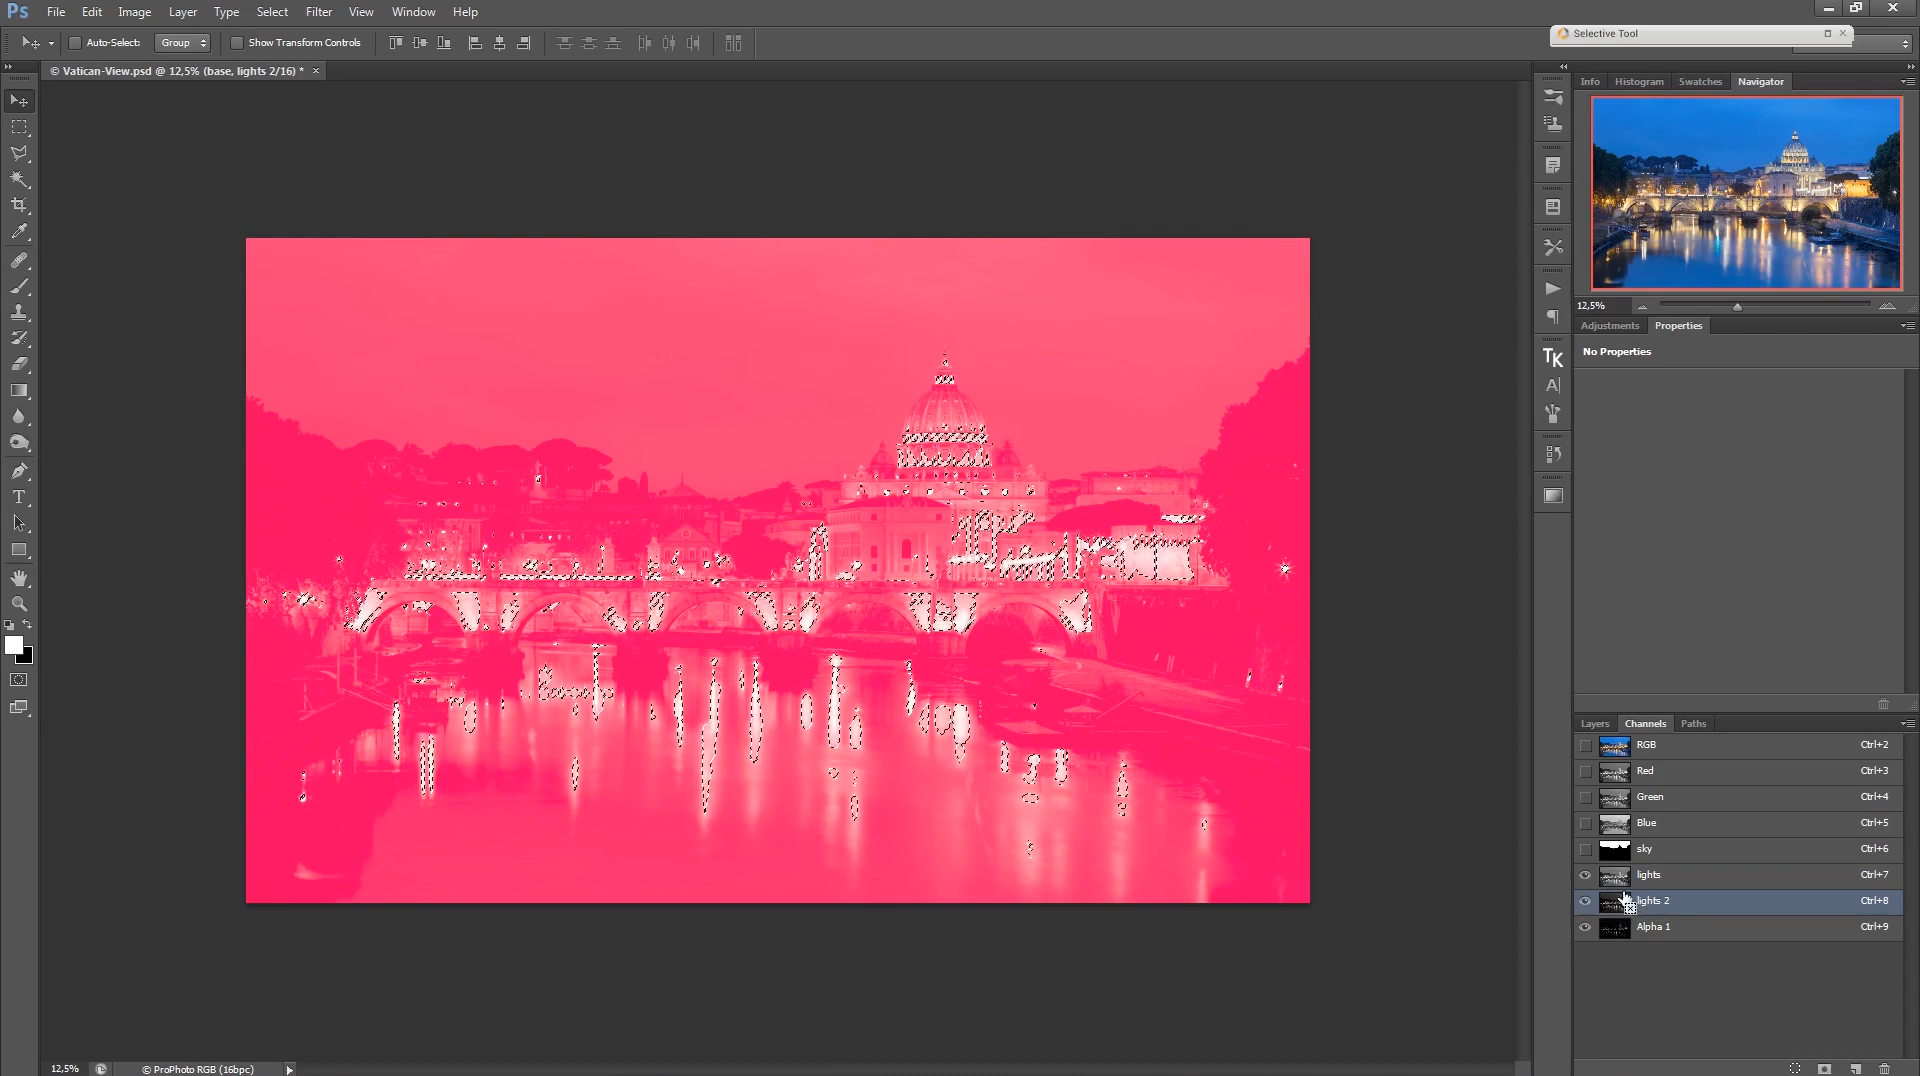 Ps File Edit Image Layer Type Select Filter View Window Help
Auto-Select: Group Show Transform Controls
Selective Tool
© Vatican-View.psd @ 12,5% (base, lights 2/16) * ×
Info Histogram Swatches Navigator
12,5%
Adjustments Properties
No Properties
TK
A|
T
Layers Channels Paths
RGB Ctrl+2
Red Ctrl+3
Green Ctrl+4
Blue Ctrl+5
sky Ctrl+6
lights Ctrl+7
lights 2 Ctrl+8
Alpha 1 Ctrl+9
12,5% © ProPhoto RGB (16bpc)